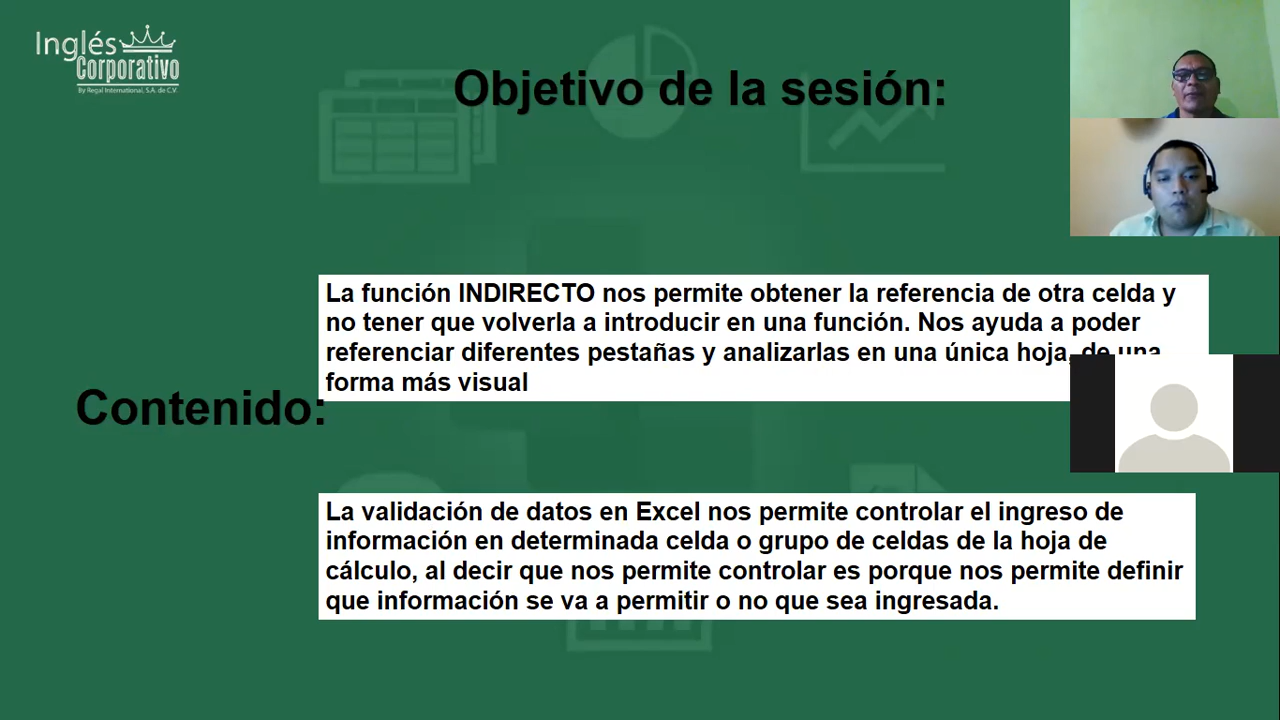 Inglés
Corporativo
By Regal International, S.A. de C.V.
Objetivo de la sesión:
La función INDIRECTO nos permite obtener la referencia de otra celda y
no tener que volverla a introducir en una función. Nos ayuda a poder
referenciar diferentes pestañas y analizarlas en una única hoja, de una
forma más visual
Contenido:
La validación de datos en Excel nos permite controlar el ingreso de
información en determinada celda o grupo de celdas de la hoja de
cálculo, al decir que nos permite controlar es porque nos permite definir
que información se va a permitir o no que sea ingresada.